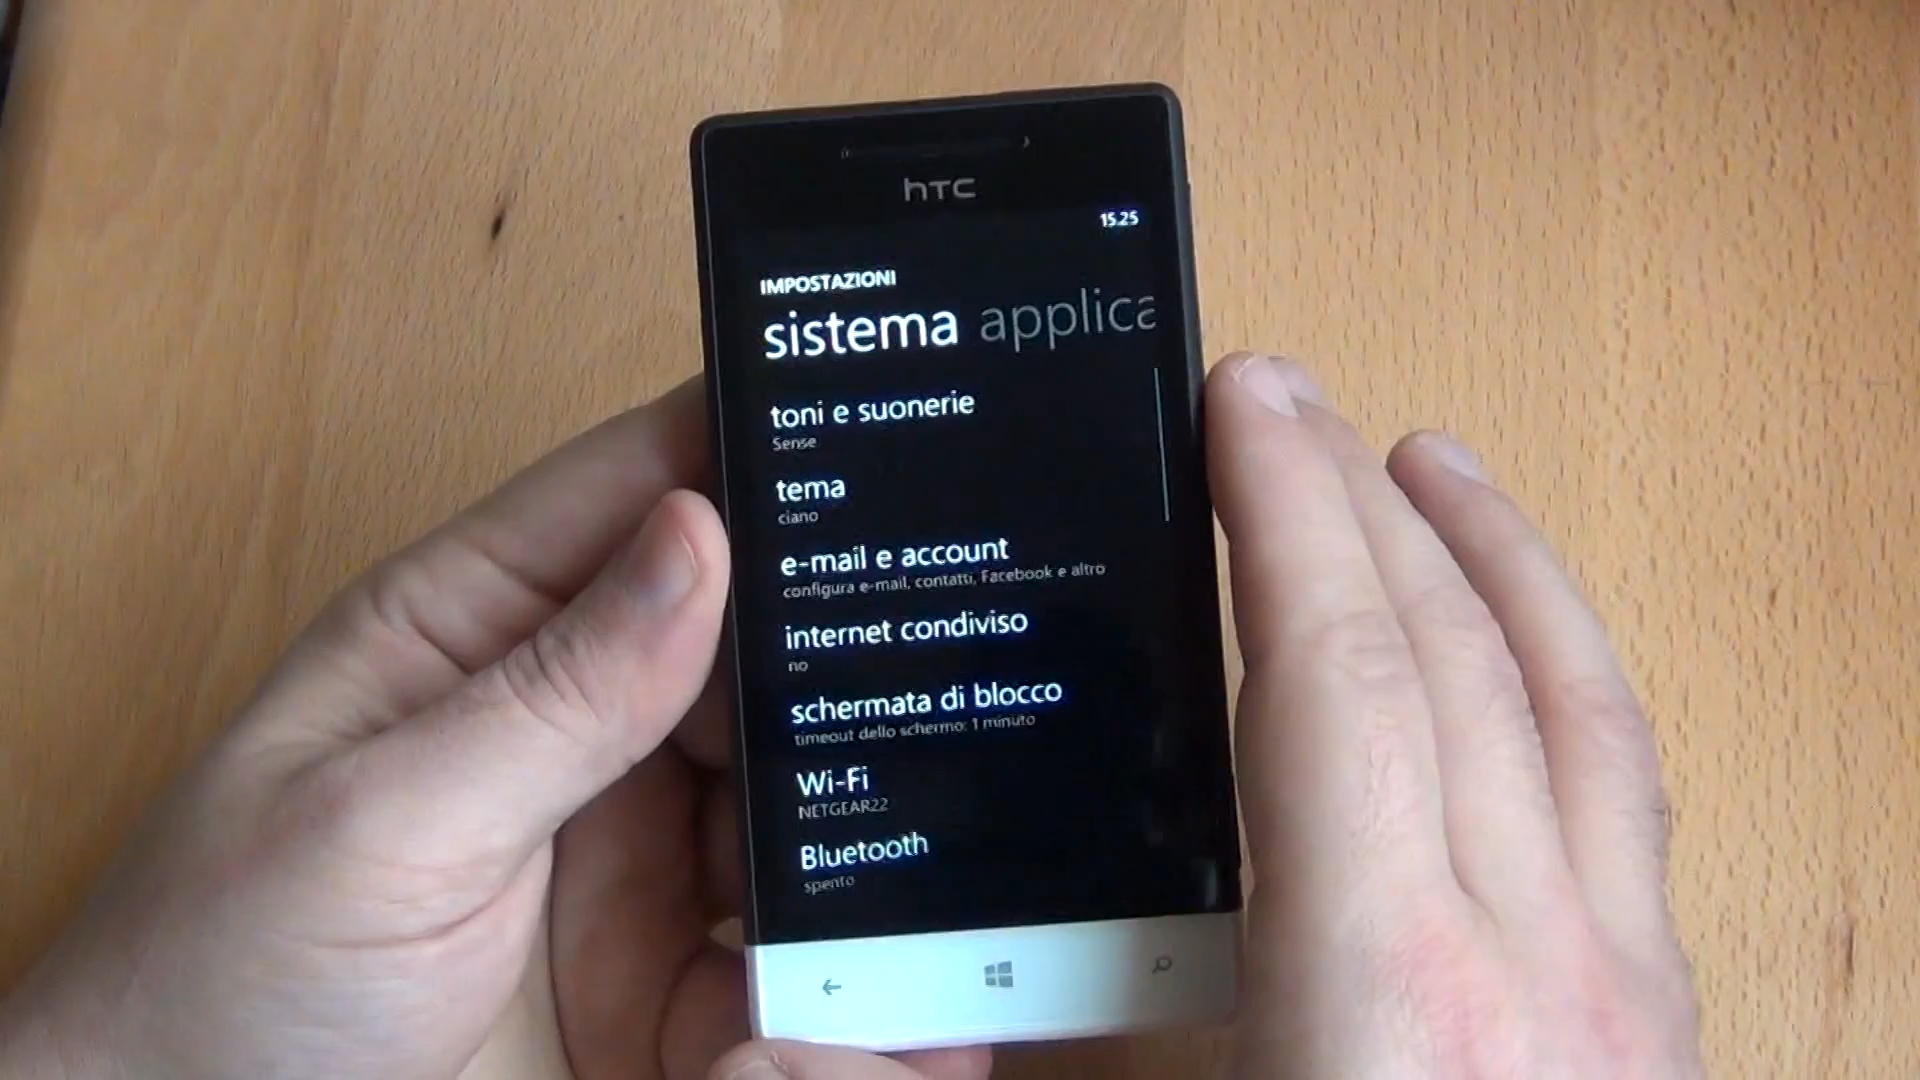 hTC
15.25
IMPOSTAZIONI
sistema applica
toni e suonerie
Sense
tema
ciano
e-mail e account
configura e-mail, contatti, Facebook e altro
internet condiviso
no
schermata di blocco
timeout dello schermo: 1 minuto
Wi-Fi
NETGEAR22
Bluetooth
spento